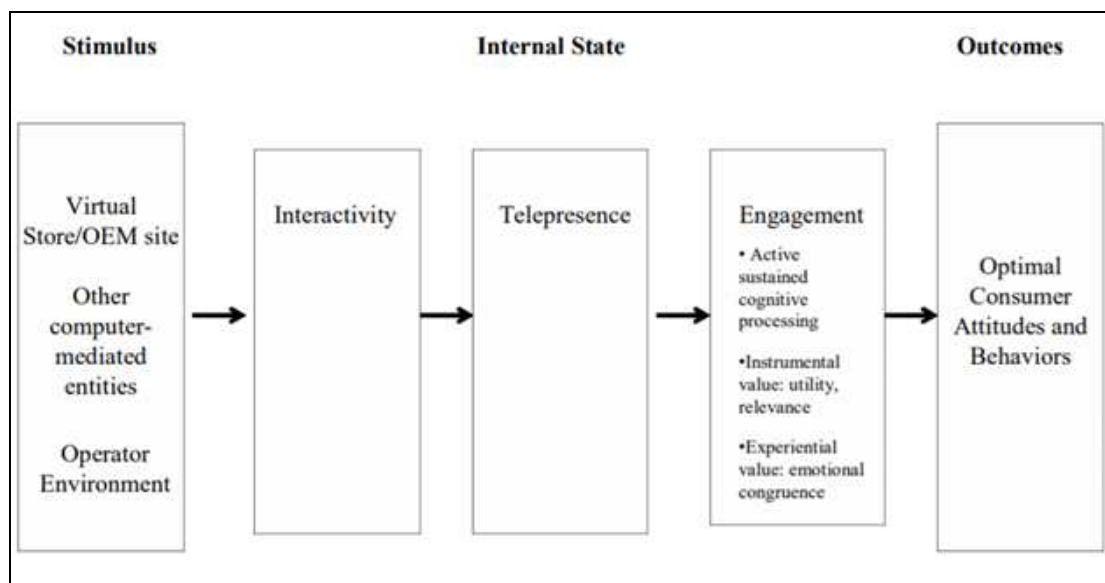 Stimulus
Internal State
Outcomes
Virtual
Store/OEM site
Other
computer-
mediated
entities
Operator
Environment
Interactivity
Telepresence
Engagement
• Active
sustained
cognitive
processing
•Instrumental
value: utility,
relevance
•Experiential
value: emotional
congruence
Optimal
Consumer
Attitudes and
Behaviors